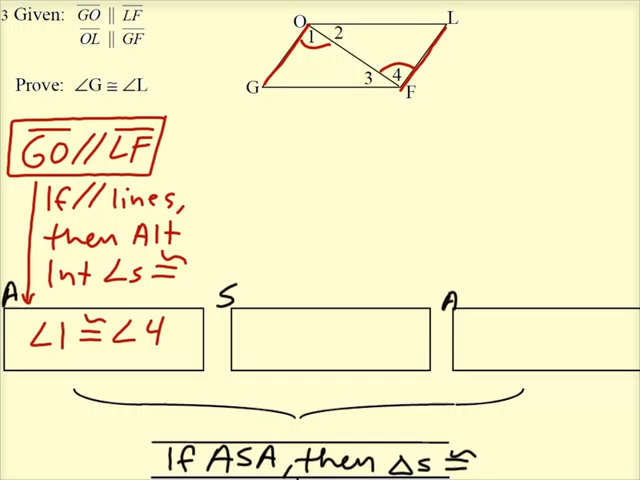 3 Given: GO ∥ LF
OL ∥ GF
Prove: ∠G ≅ ∠L
O L
1 2
3 4
G F
GO // LF
If // lines,
then Alt
Int ∠s ≅
A S A
∠1 ≅ ∠4
If ASA, then △s ≅